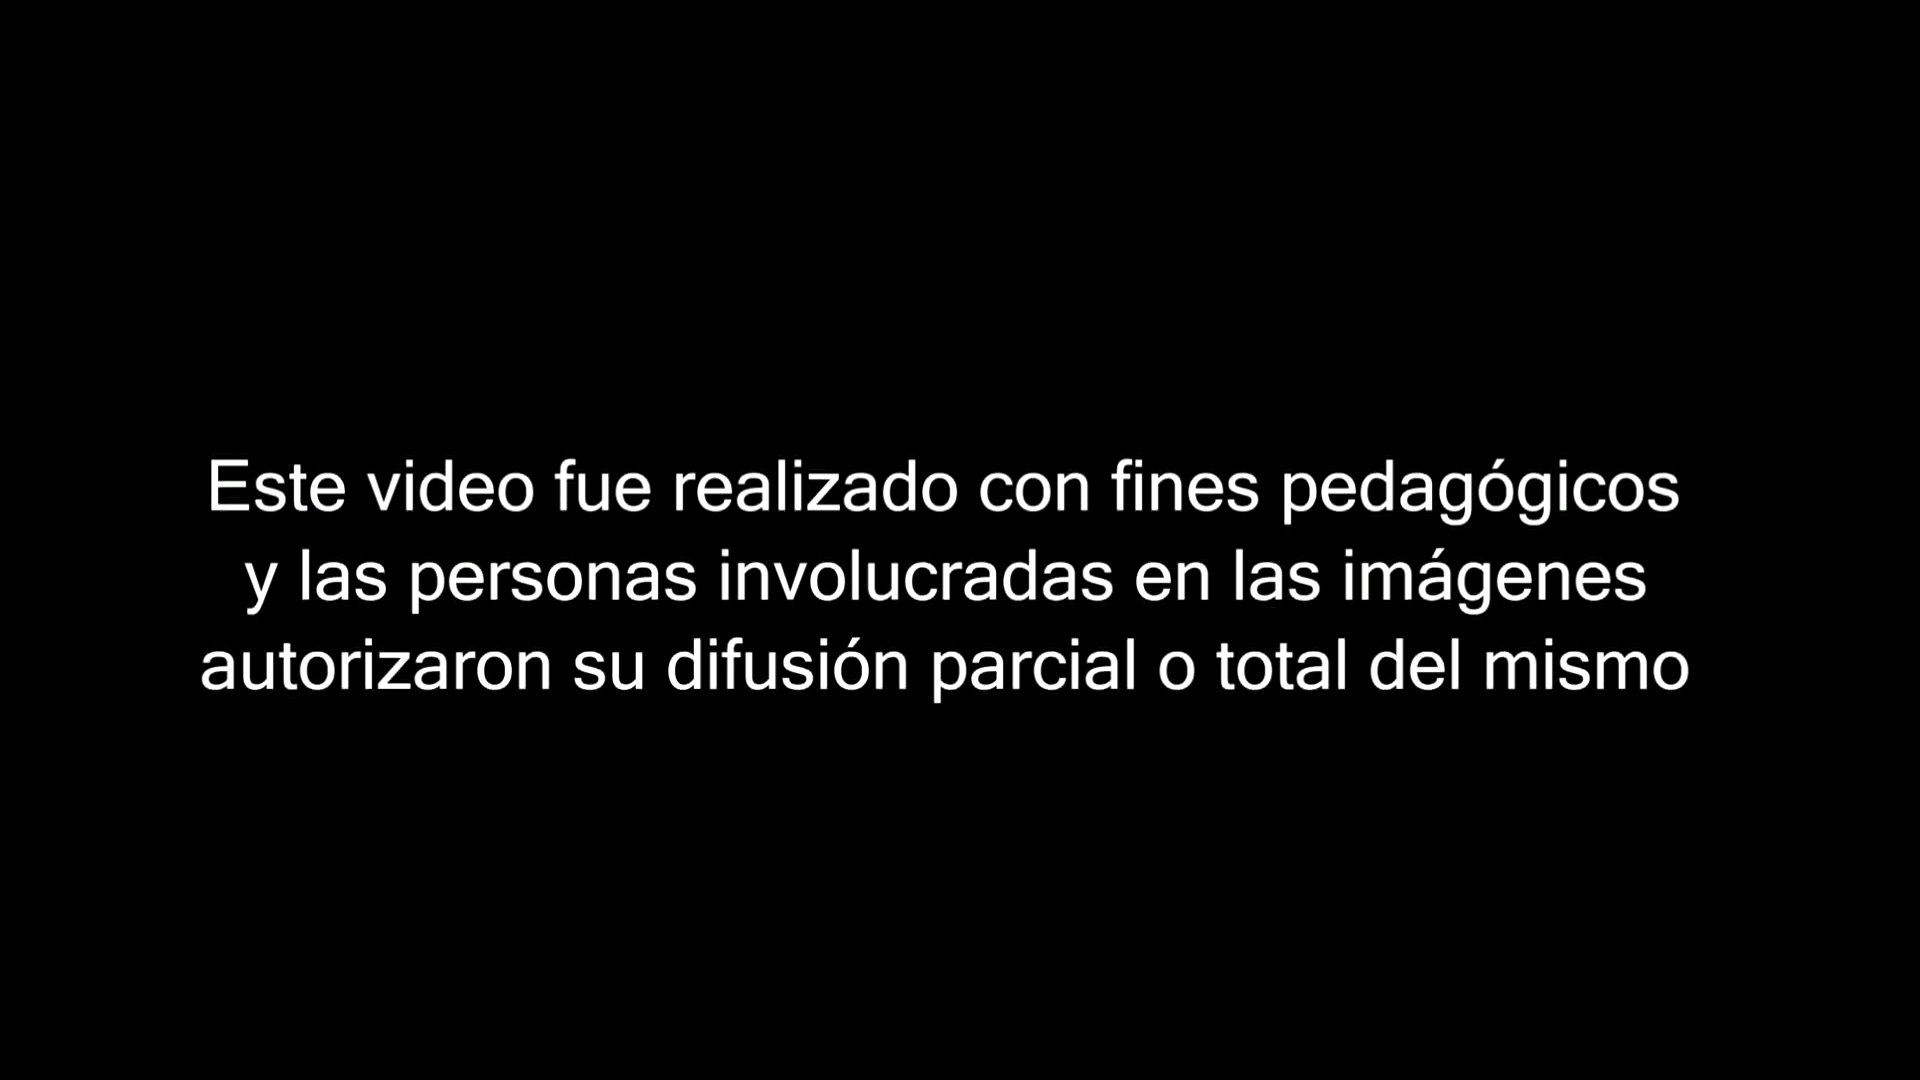 Este video fue realizado con fines pedagógicos
y las personas involucradas en las imágenes
autorizaron su difusión parcial o total del mismo